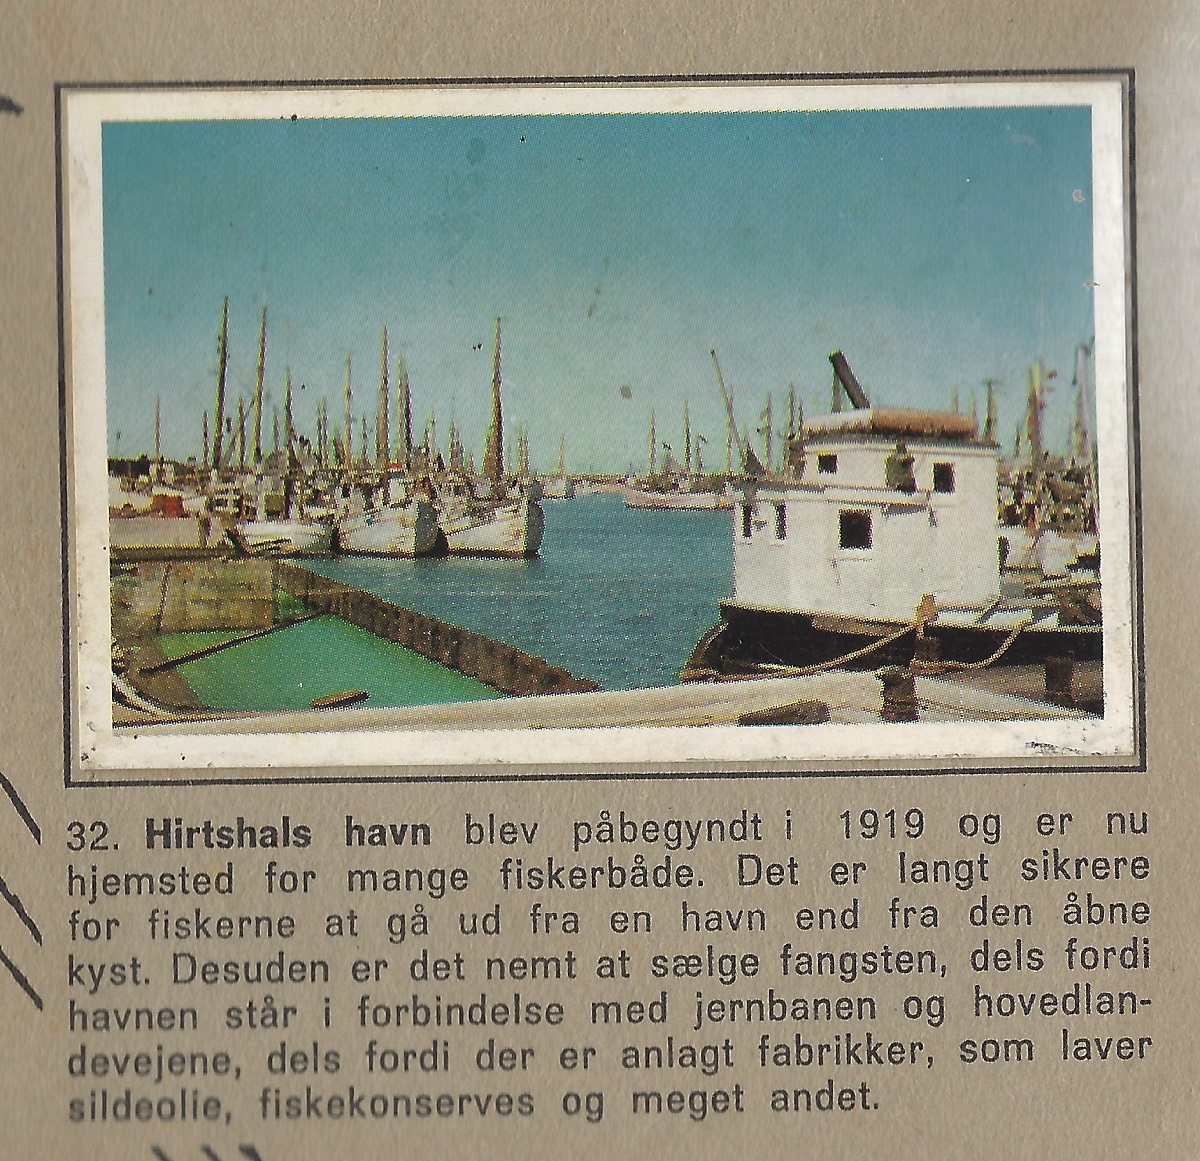 32. Hirtshals havn blev påbegyndt i 1919 og er nu
hjemsted for mange fiskerbåde. Det er langt sikrere
for fiskerne at gå ud fra en havn end fra den åbne
kyst. Desuden er det nemt at sælge fangsten, dels fordi
havnen står i forbindelse med jernbanen og hovedlan-
devejene, dels fordi der er anlagt fabrikker, som laver
sildeolie, fiskekonserves og meget andet.